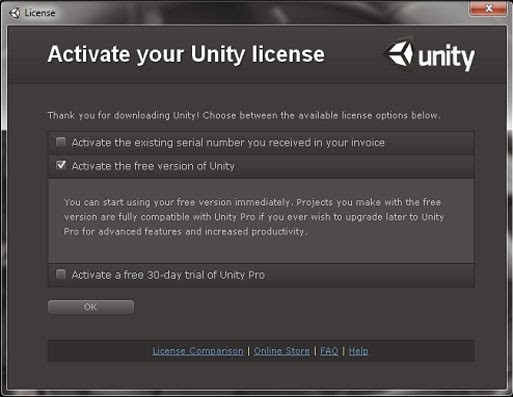 License
Activate your Unity license
unity
Thank you for downloading Unity! Choose between the available license options below.
Activate the existing serial number you received in your invoice
Activate the free version of Unity
You can start using your free version immediately. Projects you make with the free
version are fully compatible with Unity Pro if you ever wish to upgrade later to Unity
Pro for advanced features and increased productivity.
Activate a free 30-day trial of Unity Pro
OK
License Comparison | Online Store | FAQ | Help